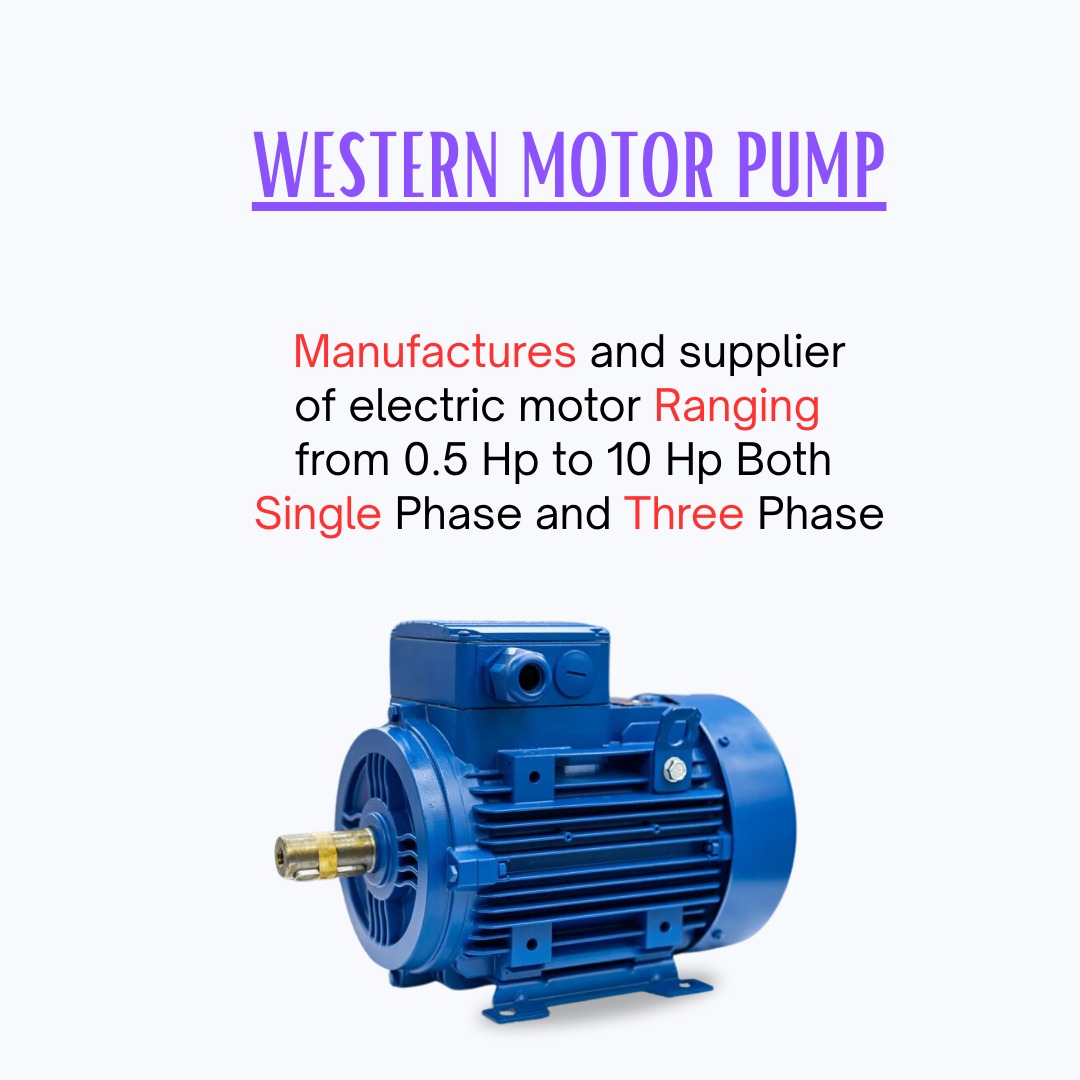 WESTERN MOTOR PUMP
Manufactures and supplier
of electric motor Ranging
from 0.5 Hp to 10 Hp Both
Single Phase and Three Phase